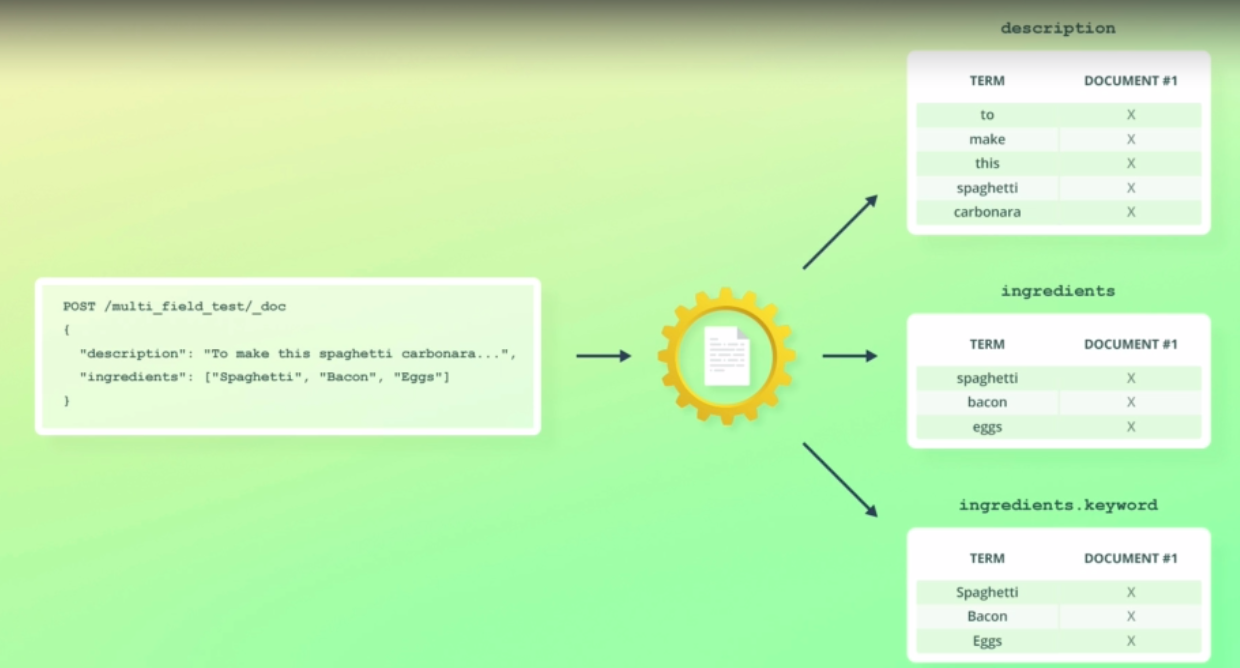 POST /multi_field_test/_doc
{
"description": "To make this spaghetti carbonara...",
"ingredients": ["Spaghetti", "Bacon", "Eggs"]
}
description
TERM DOCUMENT #1
to X
make X
this X
spaghetti X
carbonara X
ingredients
TERM DOCUMENT #1
spaghetti X
bacon X
eggs X
ingredients.keyword
TERM DOCUMENT #1
Spaghetti X
Bacon X
Eggs X